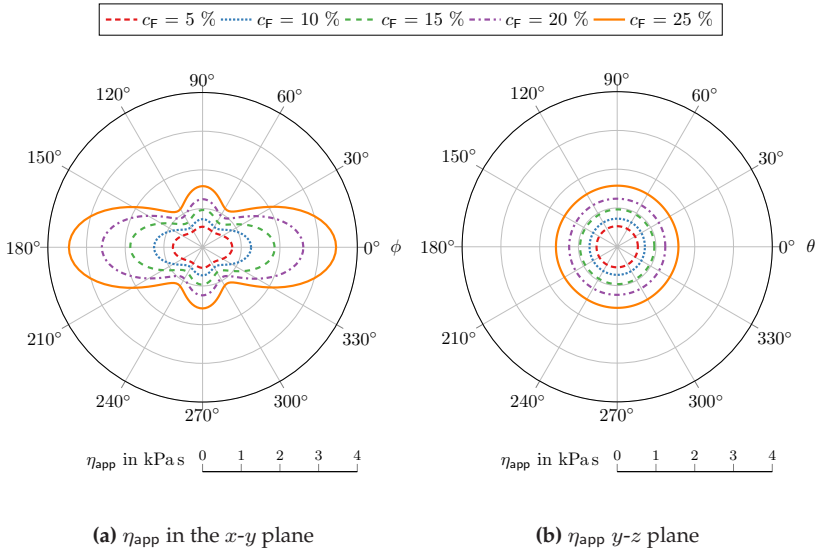 c_F = 5 % c_F = 10 % c_F = 15 % c_F = 20 % c_F = 25 %
90°
120° 60°
150° 30°
180° 0° ϕ
210° 330°
240° 300°
270°
η_app in kPa s 0 1 2 3 4
(a) η_app in the x-y plane
90°
120° 60°
150° 30°
180° 0° θ
210° 330°
240° 300°
270°
η_app in kPa s 0 1 2 3 4
(b) η_app y-z plane